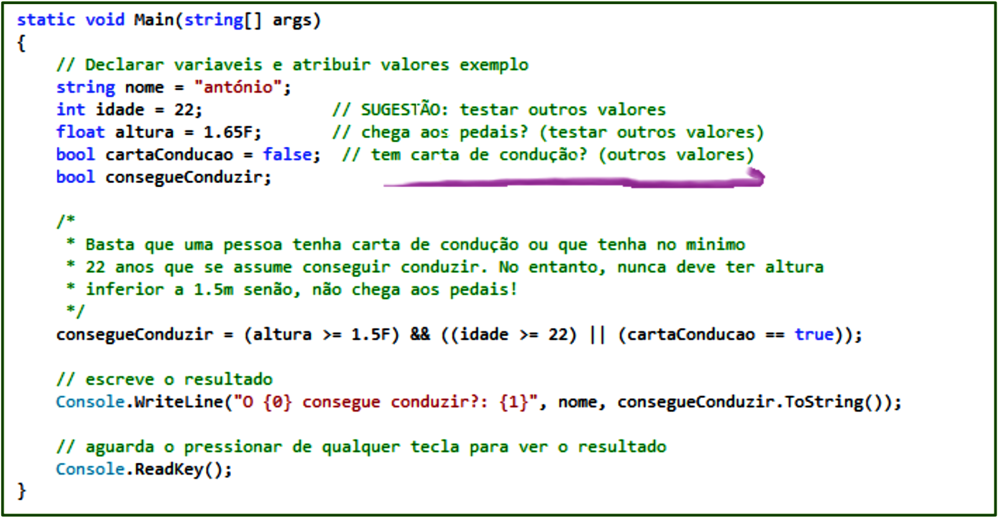 static void Main(string[] args)
{
// Declarar variaveis e atribuir valores exemplo
string nome = "antónio";
int idade = 22; // SUGESTÃO: testar outros valores
float altura = 1.65F; // chega aos pedais? (testar outros valores)
bool cartaConducao = false; // tem carta de condução? (outros valores)
bool consegueConduzir;
/*
* Basta que uma pessoa tenha carta de condução ou que tenha no minimo
* 22 anos que se assume conseguir conduzir. No entanto, nunca deve ter altura
* inferior a 1.5m senão, não chega aos pedais!
*/
consegueConduzir = (altura >= 1.5F) && ((idade >= 22) || (cartaConducao == true));
// escreve o resultado
Console.WriteLine("O {0} consegue conduzir?: {1}", nome, consegueConduzir.ToString());
// aguarda o pressionar de qualquer tecla para ver o resultado
Console.ReadKey();
}